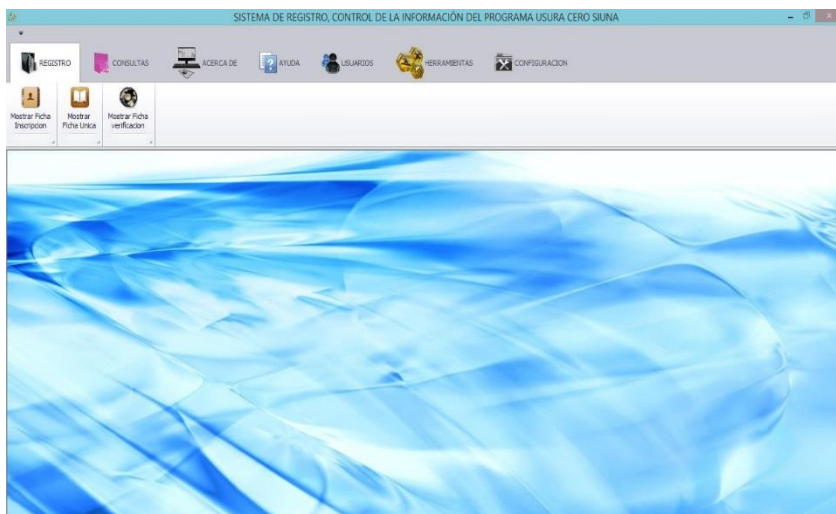 SISTEMA DE REGISTRO, CONTROL DE LA INFORMACIÓN DEL PROGRAMA USURA CERO SIUNA
REGISTRO CONSULTAS ACERCA DE AYUDA USUARIOS HERRAMIENTAS CONFIGURACION
Mostrar Ficha Mostrar Mostrar Ficha
Inscripcion Ficha Unica verificacion